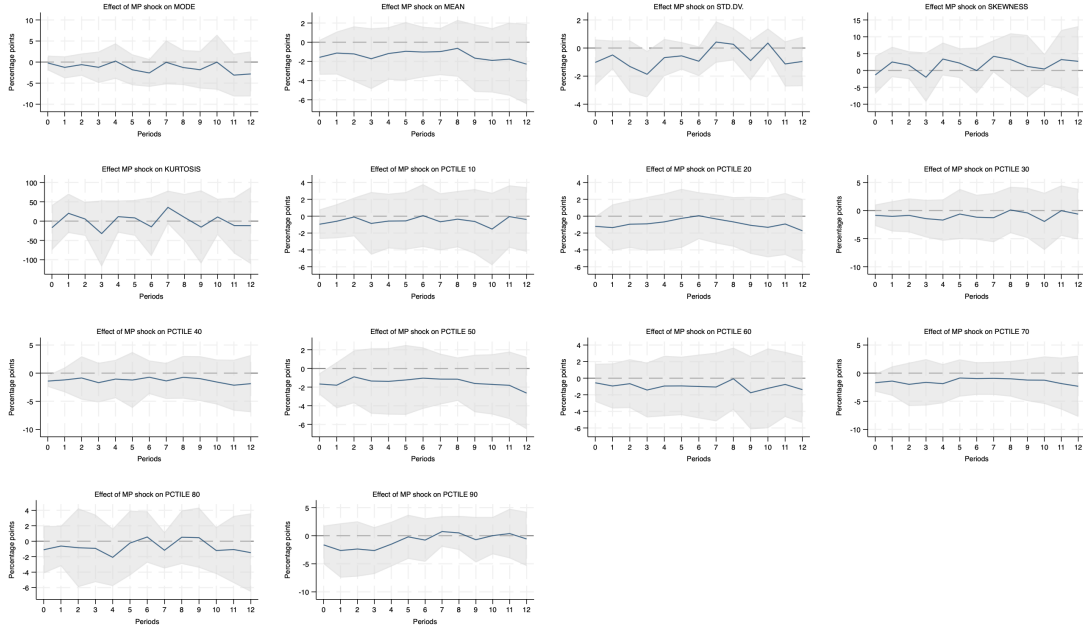 Effect of MP shock on MODE
Percentage points
10
5
0
-5
-10
0 1 2 3 4 5 6 7 8 9 10 11 12
Periods
Effect MP shock on MEAN
Percentage points
2
0
-2
-4
-6
0 1 2 3 4 5 6 7 8 9 10 11 12
Periods
Effect of MP shock on STD.DV.
Percentage points
2
0
-2
-4
0 1 2 3 4 5 6 7 8 9 10 11 12
Periods
Effect of MP shock on SKEWNESS
Percentage points
15
10
5
0
-5
-10
0 1 2 3 4 5 6 7 8 9 10 11 12
Periods
Effect MP shock on KURTOSIS
Percentage points
100
50
0
-50
-100
0 1 2 3 4 5 6 7 8 9 10 11 12
Periods
Effect of MP shock on PCTILE 10
Percentage points
4
2
0
-2
-4
-6
0 1 2 3 4 5 6 7 8 9 10 11 12
Periods
Effect of MP shock on PCTILE 20
Percentage points
4
2
0
-2
-4
-6
0 1 2 3 4 5 6 7 8 9 10 11 12
Periods
Effect of MP shock on PCTILE 30
Percentage points
5
0
-5
-10
0 1 2 3 4 5 6 7 8 9 10 11 12
Periods
Effect of MP shock on PCTILE 40
Percentage points
5
0
-5
-10
0 1 2 3 4 5 6 7 8 9 10 11 12
Periods
Effect of MP shock on PCTILE 50
Percentage points
2
0
-2
-4
-6
0 1 2 3 4 5 6 7 8 9 10 11 12
Periods
Effect of MP shock on PCTILE 60
Percentage points
4
2
0
-2
-4
-6
0 1 2 3 4 5 6 7 8 9 10 11 12
Periods
Effect of MP shock on PCTILE 70
Percentage points
5
0
-5
-10
0 1 2 3 4 5 6 7 8 9 10 11 12
Periods
Effect of MP shock on PCTILE 80
Percentage points
4
2
0
-2
-4
-6
0 1 2 3 4 5 6 7 8 9 10 11 12
Periods
Effect of MP shock on PCTILE 90
Percentage points
5
0
-5
-10
0 1 2 3 4 5 6 7 8 9 10 11 12
Periods